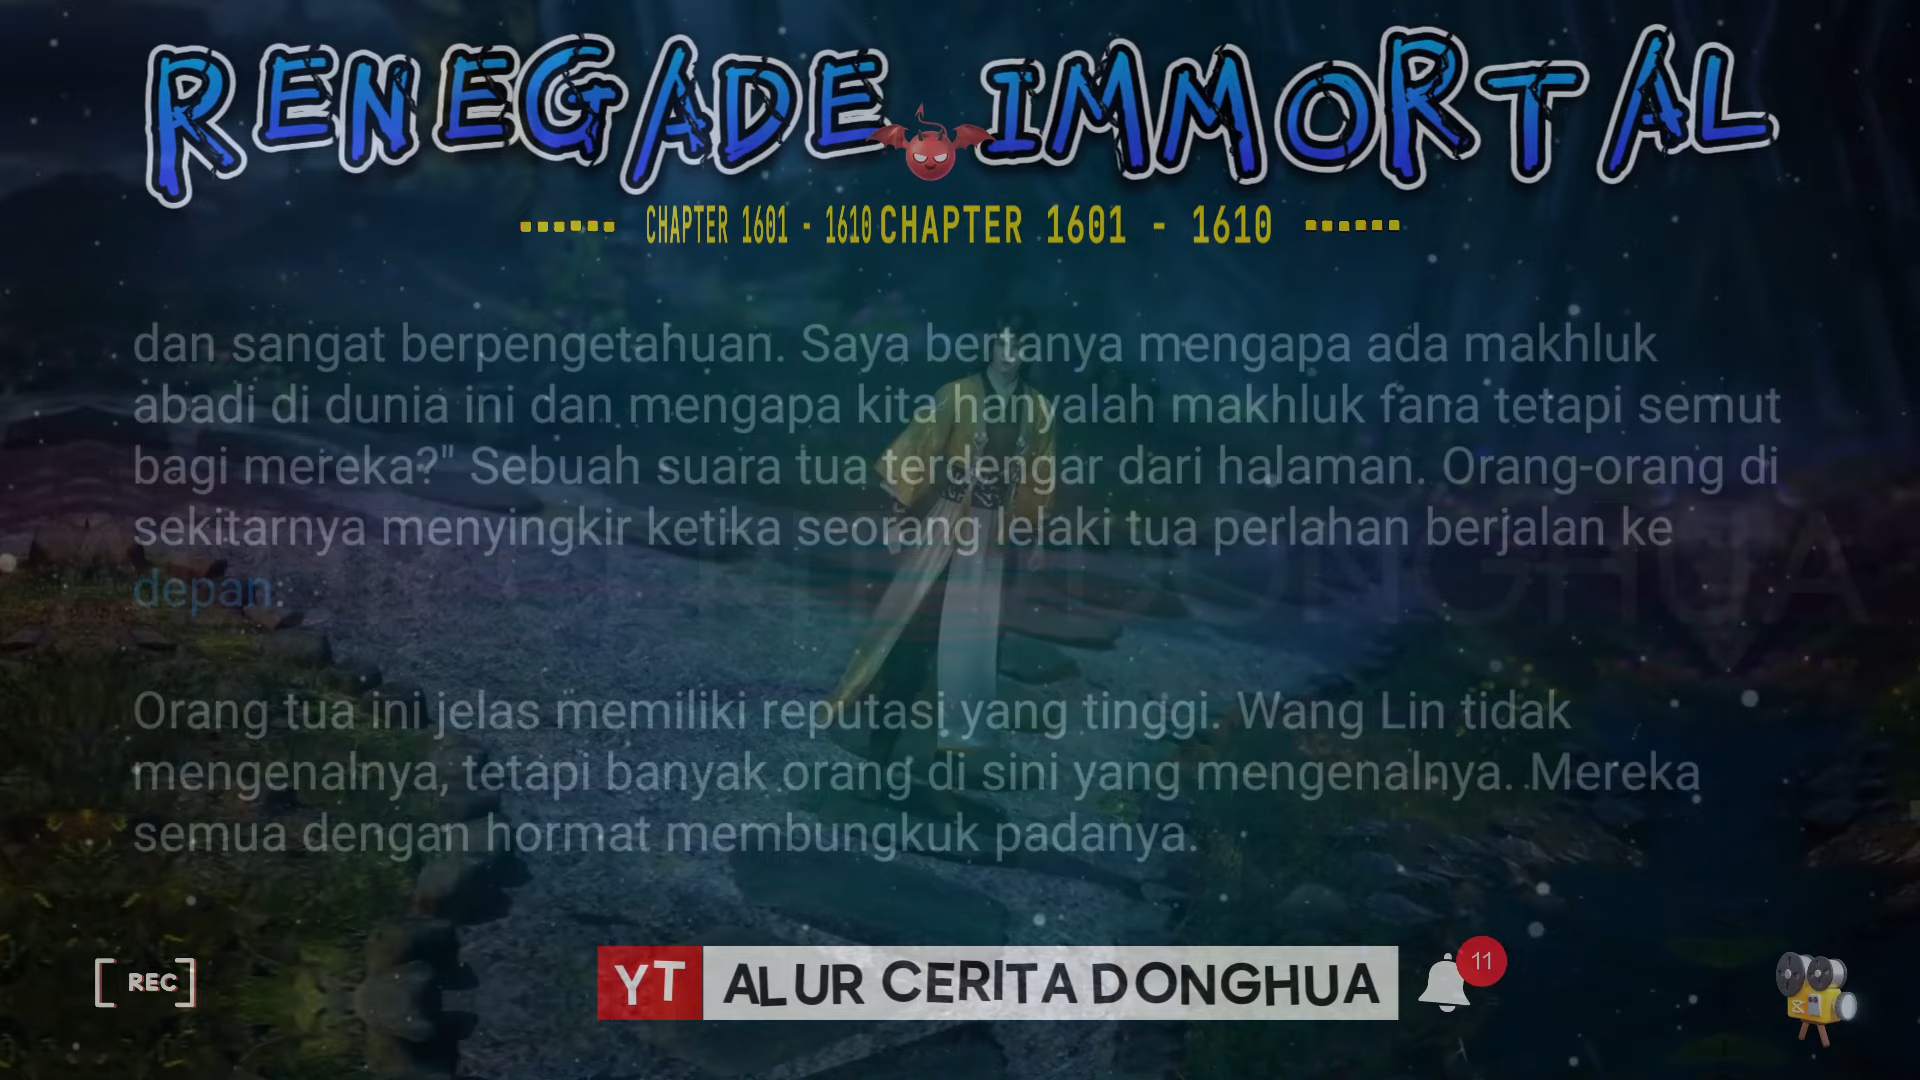 RENEGADE IMMORTAL
CHAPTER 1601 - 1610 CHAPTER 1601 - 1610
dan sangat berpengetahuan. Saya bertanya mengapa ada makhluk
abadi di dunia ini dan mengapa kita hanyalah makhluk fana tetapi semut
bagi mereka?" Sebuah suara tua terdengar dari halaman. Orang-orang di
sekitarnya menyingkir ketika seorang lelaki tua perlahan berjalan ke
depan.
Orang tua ini jelas memiliki reputasi yang tinggi. Wang Lin tidak
mengenalnya, tetapi banyak orang di sini yang mengenalnya. Mereka
semua dengan hormat membungkuk padanya.
REC
YT ALUR CERITA DONGHUA
11